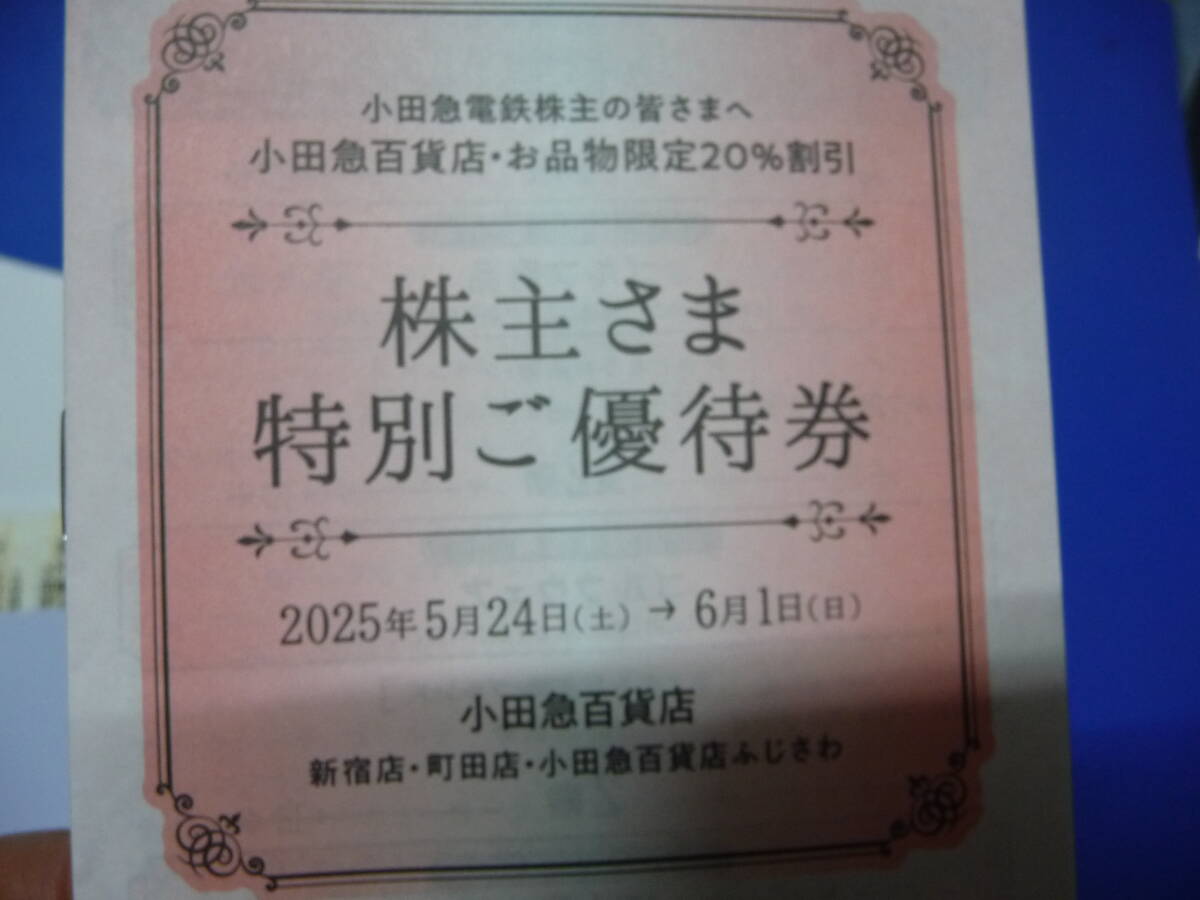 小田急電鉄株主の皆さまへ
小田急百貨店・お品物限定20%割引
株主さま
特別ご優待券
2025年5月24日(土)→6月1日(日)
小田急百貨店
新宿店・町田店・小田急百貨店ふじさわ